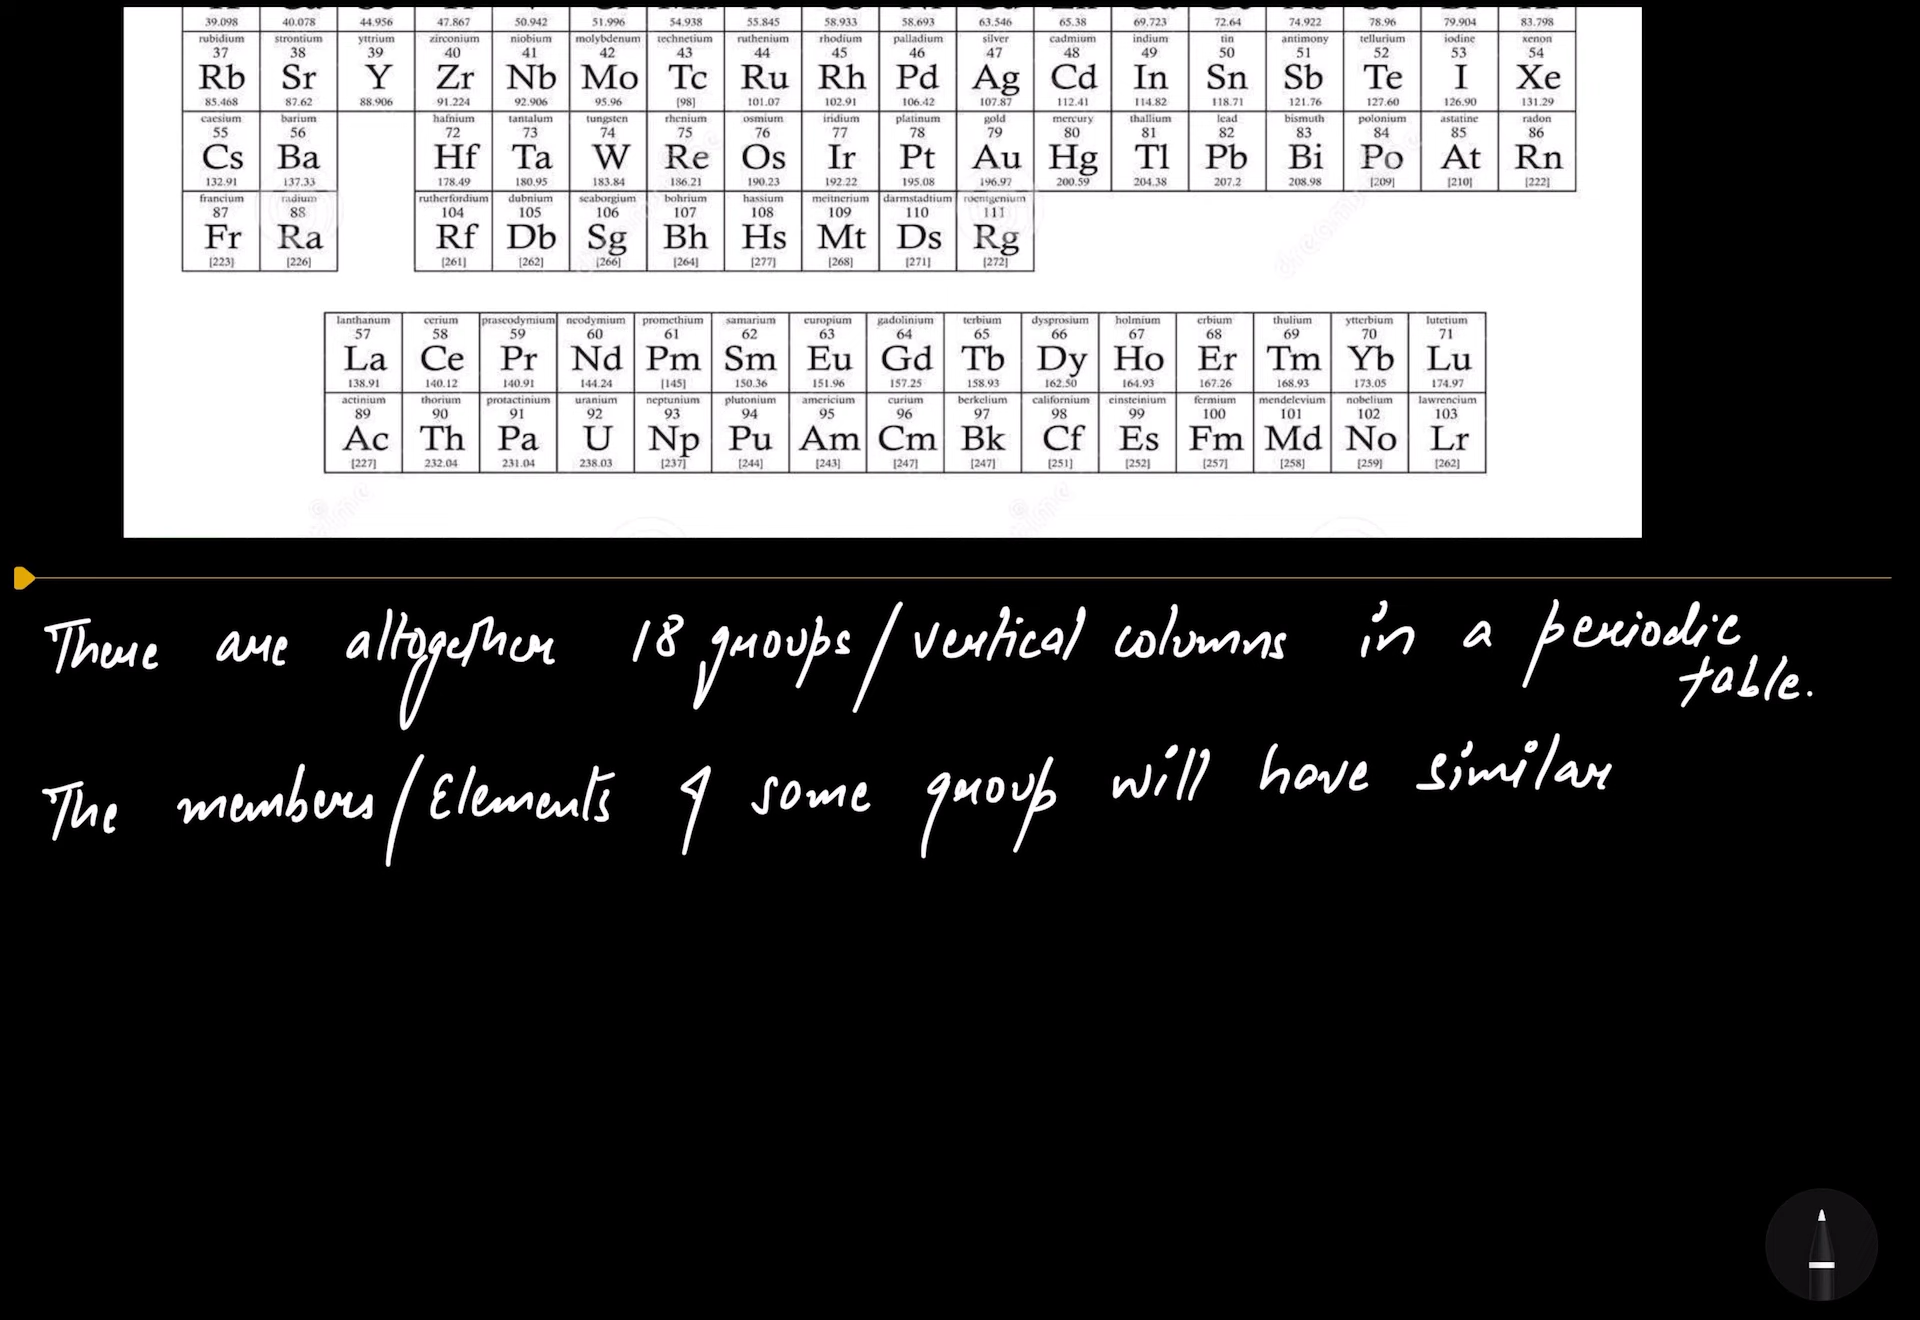 39.098 40.078 44.956 47.867 50.942 51.996 54.938 55.845 58.933 58.693 63.546 65.38 69.723 72.64 74.922 78.96 79.904 83.798
rubidium strontium yttrium zirconium niobium molybdenum technetium ruthenium rhodium palladium silver cadmium indium tin antimony tellurium iodine xenon
37 38 39 40 41 42 43 44 45 46 47 48 49 50 51 52 53 54
Rb Sr Y Zr Nb Mo Tc Ru Rh Pd Ag Cd In Sn Sb Te I Xe
85.468 87.62 88.906 91.224 92.906 95.96 [98] 101.07 102.91 106.42 107.87 112.41 114.82 118.71 121.76 127.60 126.90 131.29
caesium barium hafnium tantalum tungsten rhenium osmium iridium platinum gold mercury thallium lead bismuth polonium astatine radon
55 56 72 73 74 75 76 77 78 79 80 81 82 83 84 85 86
Cs Ba Hf Ta W Re Os Ir Pt Au Hg Tl Pb Bi Po At Rn
132.91 137.33 178.49 180.95 183.84 186.21 190.23 192.22 195.08 196.97 200.59 204.38 207.2 208.98 [209] [210] [222]
francium radium rutherfordium dubnium seaborgium bohrium hassium meitnerium darmstadtium roentgenium
87 88 104 105 106 107 108 109 110 111
Fr Ra Rf Db Sg Bh Hs Mt Ds Rg
[223] [226] [261] [262] [266] [264] [277] [268] [271] [272]
lanthanum cerium praseodymium neodymium promethium samarium europium gadolinium terbium dysprosium holmium erbium thulium ytterbium lutetium
57 58 59 60 61 62 63 64 65 66 67 68 69 70 71
La Ce Pr Nd Pm Sm Eu Gd Tb Dy Ho Er Tm Yb Lu
138.91 140.12 140.91 144.24 [145] 150.36 151.96 157.25 158.93 162.50 164.93 167.26 168.93 173.05 174.97
actinium thorium protactinium uranium neptunium plutonium americium curium berkelium californium einsteinium fermium mendelevium nobelium lawrencium
89 90 91 92 93 94 95 96 97 98 99 100 101 102 103
Ac Th Pa U Np Pu Am Cm Bk Cf Es Fm Md No Lr
[227] 232.04 231.04 238.03 [237] [244] [243] [247] [247] [251] [252] [257] [258] [259] [262]
There are altogether 18 groups/vertical columns in a periodic
table.
The members/Elements of same group will have similar